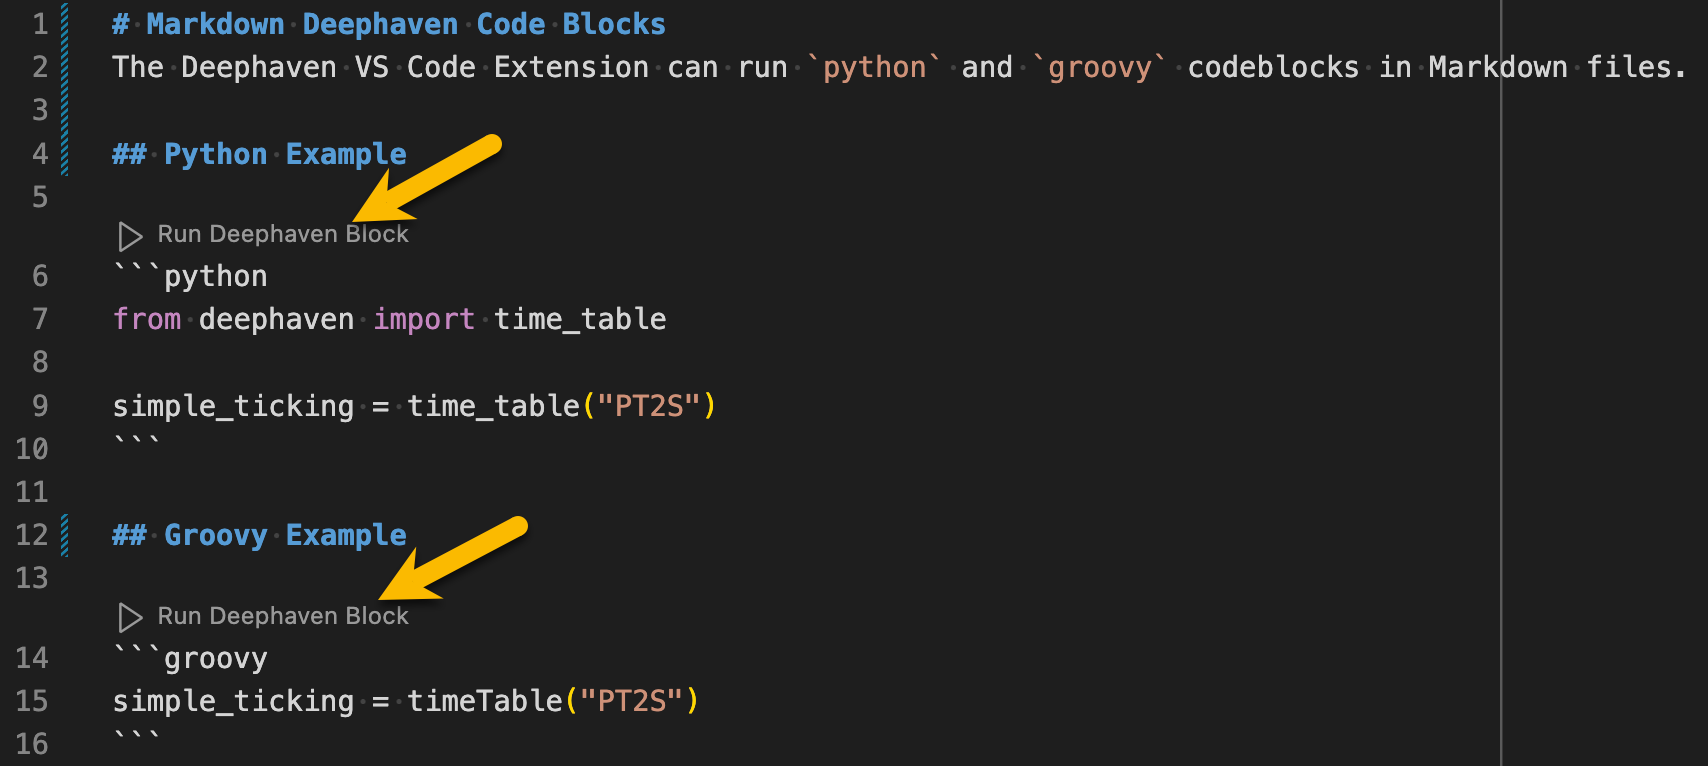 1 # Markdown Deephaven Code Blocks
2 The Deephaven VS Code Extension can run `python` and `groovy` codeblocks in Markdown files.
3
4 ## Python Example
5
Run Deephaven Block
6 ```python
7 from deephaven import time_table
8
9 simple_ticking = time_table("PT2S")
10 ```
11
12 ## Groovy Example
13
Run Deephaven Block
14 ```groovy
15 simple_ticking = timeTable("PT2S")
16 ```